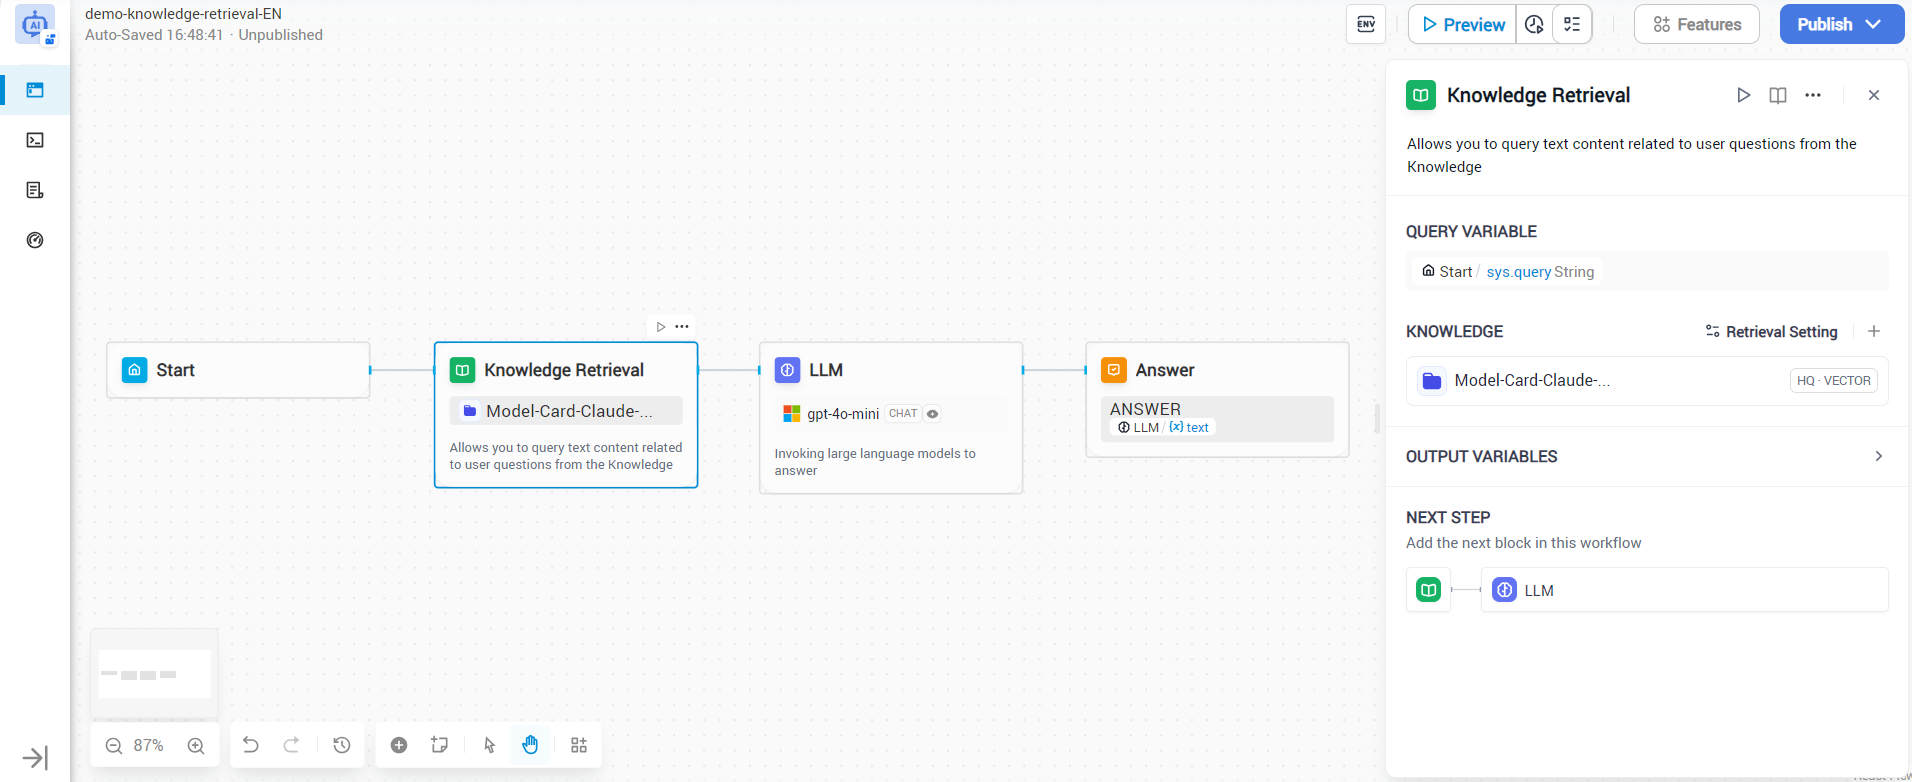 demo-knowledge-retrieval-EN
Auto-Saved 16:48:41 · Unpublished
ENV
Preview
Features
Publish
Start
Knowledge Retrieval
Model-Card-Claude-...
Allows you to query text content related
to user questions from the Knowledge
LLM
gpt-4o-mini CHAT
Invoking large language models to
answer
Answer
ANSWER
LLM / {x} text
87%
Knowledge Retrieval
Allows you to query text content related to user questions from the
Knowledge
QUERY VARIABLE
Start / sys.query String
KNOWLEDGE
Retrieval Setting
Model-Card-Claude-...
HQ · VECTOR
OUTPUT VARIABLES
NEXT STEP
Add the next block in this workflow
LLM